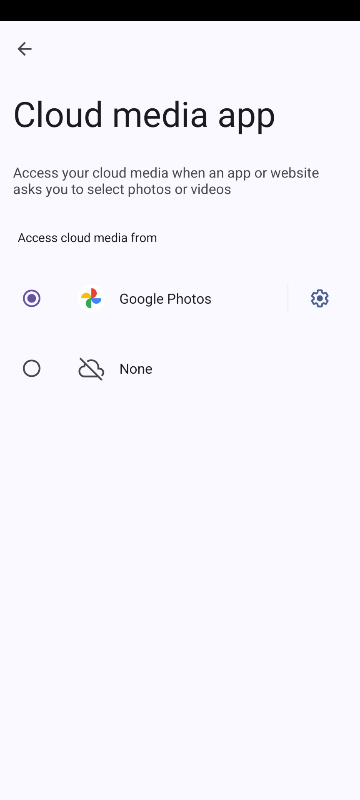 Cloud media app
Access your cloud media when an app or website
asks you to select photos or videos
Access cloud media from
Google Photos
None